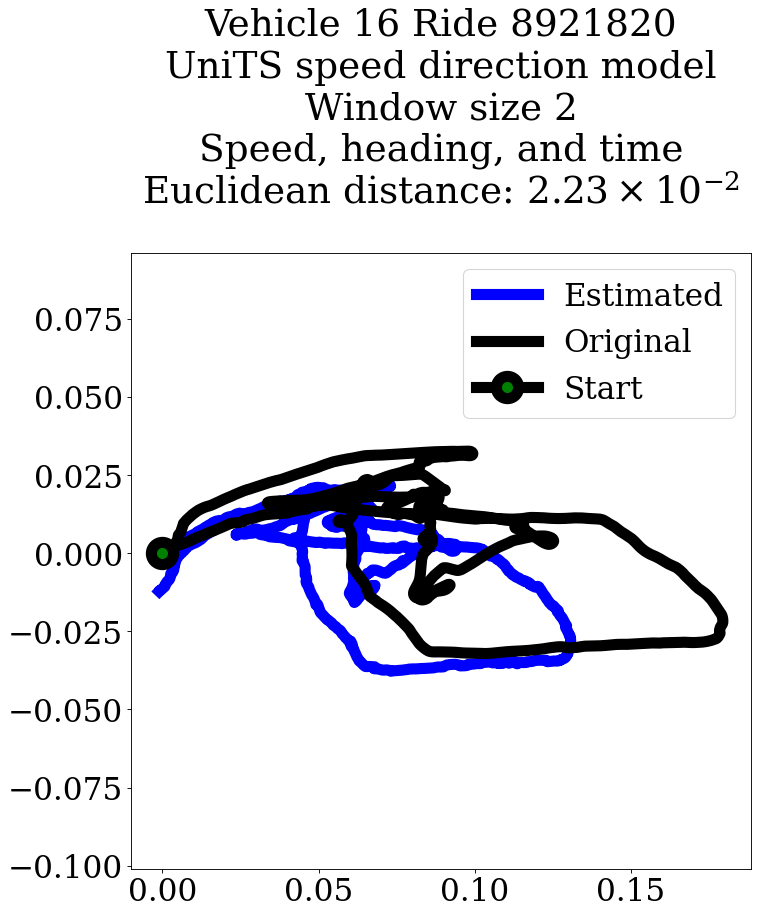 Vehicle 16 Ride 8921820
UniTS speed direction model
Window size 2
Speed, heading, and time
Euclidean distance: $2.23 \times 10^{-2}$
Estimated
Original
Start
0.075
0.050
0.025
0.000
−0.025
−0.050
−0.075
−0.100
0.00 0.05 0.10 0.15